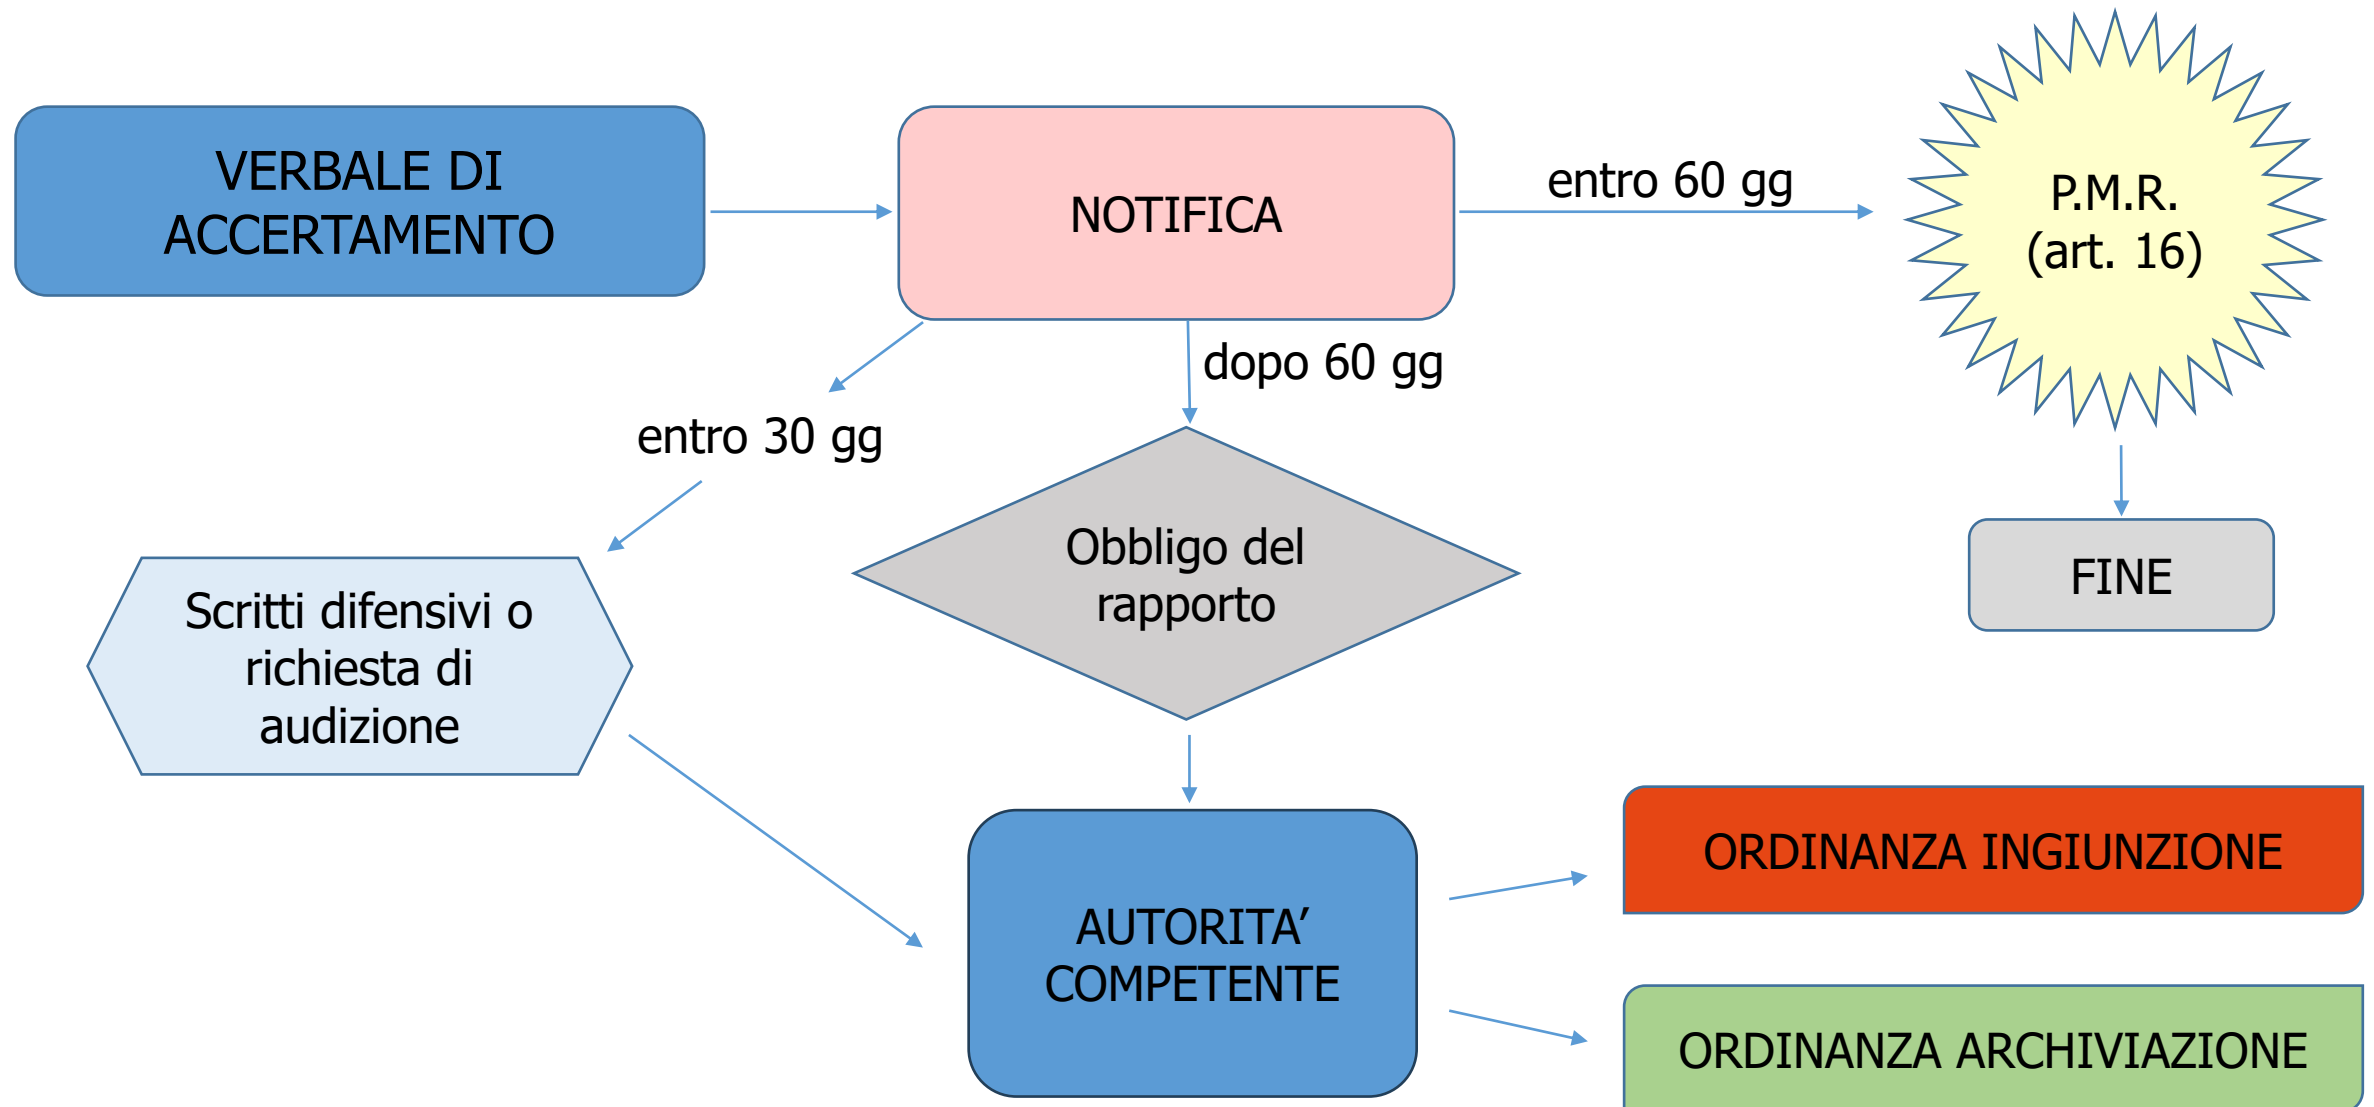 VERBALE DI
ACCERTAMENTO
NOTIFICA
entro 60 gg
P.M.R.
(art. 16)
dopo 60 gg
entro 30 gg
Obbligo del
rapporto
FINE
Scritti difensivi o
richiesta di
audizione
AUTORITA’
COMPETENTE
ORDINANZA INGIUNZIONE
ORDINANZA ARCHIVIAZIONE